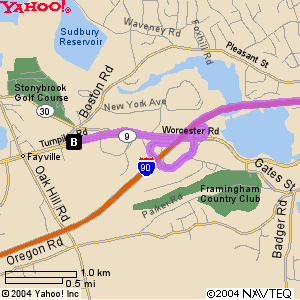 YAHOO!
Waveney Rd
Sudbury
Reservoir
Foxhill Rd
Pleasant St
Stonybrook
Golf Course
Boston Rd
New York Ave
30
Turnpike Rd
9
Worcester Rd
B
Fayville
90
Gates St
Oak Hill Rd
Framingham
Country Club
Parker Rd
Badger Rd
Oregon Rd
1.0 km
0.5 mi
©2004 Yahoo! Inc
©2004 NAVTEQ